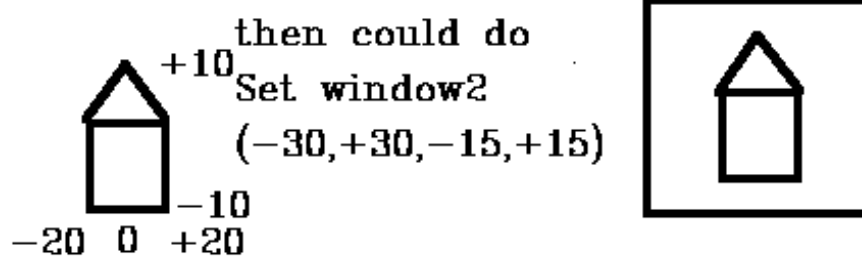 then could do
+10
Set window2
(−30,+30,−15,+15)
−10
−20 0 +20